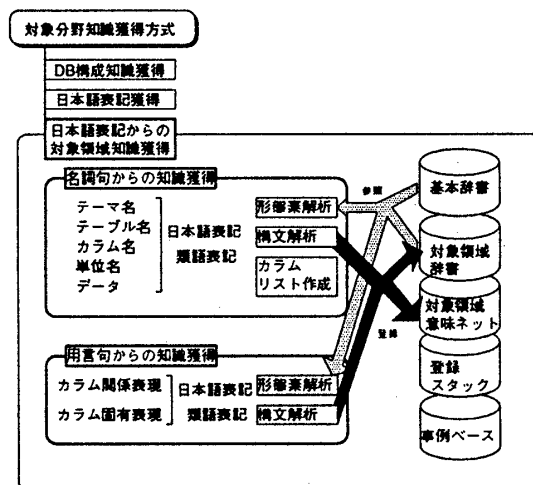 対象分野知識獲得方式
DB構成知識獲得
日本語表記獲得
日本語表記からの
対象領域知識獲得
名詞句からの知識獲得
テーマ名
テーブル名
カラム名
単位名
データ
日本語表記
類語表記
形態素解析
構文解析
カラム
リスト作成
用言句からの知識獲得
カラム関係表現
カラム固有表現
日本語表記
類語表記
形態素解析
構文解析
参照
登録
基本辞書
対象領域
辞書
対象領域
意味ネット
登録
スタック
事例ベース